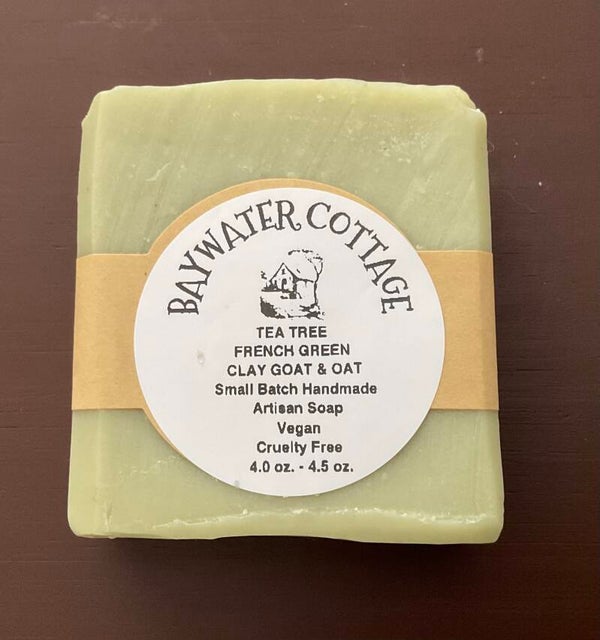 BAYWATER COTTAGE
TEA TREE
FRENCH GREEN
CLAY GOAT & OAT
Small Batch Handmade
Artisan Soap
Vegan
Cruelty Free
4.0 oz. - 4.5 oz.